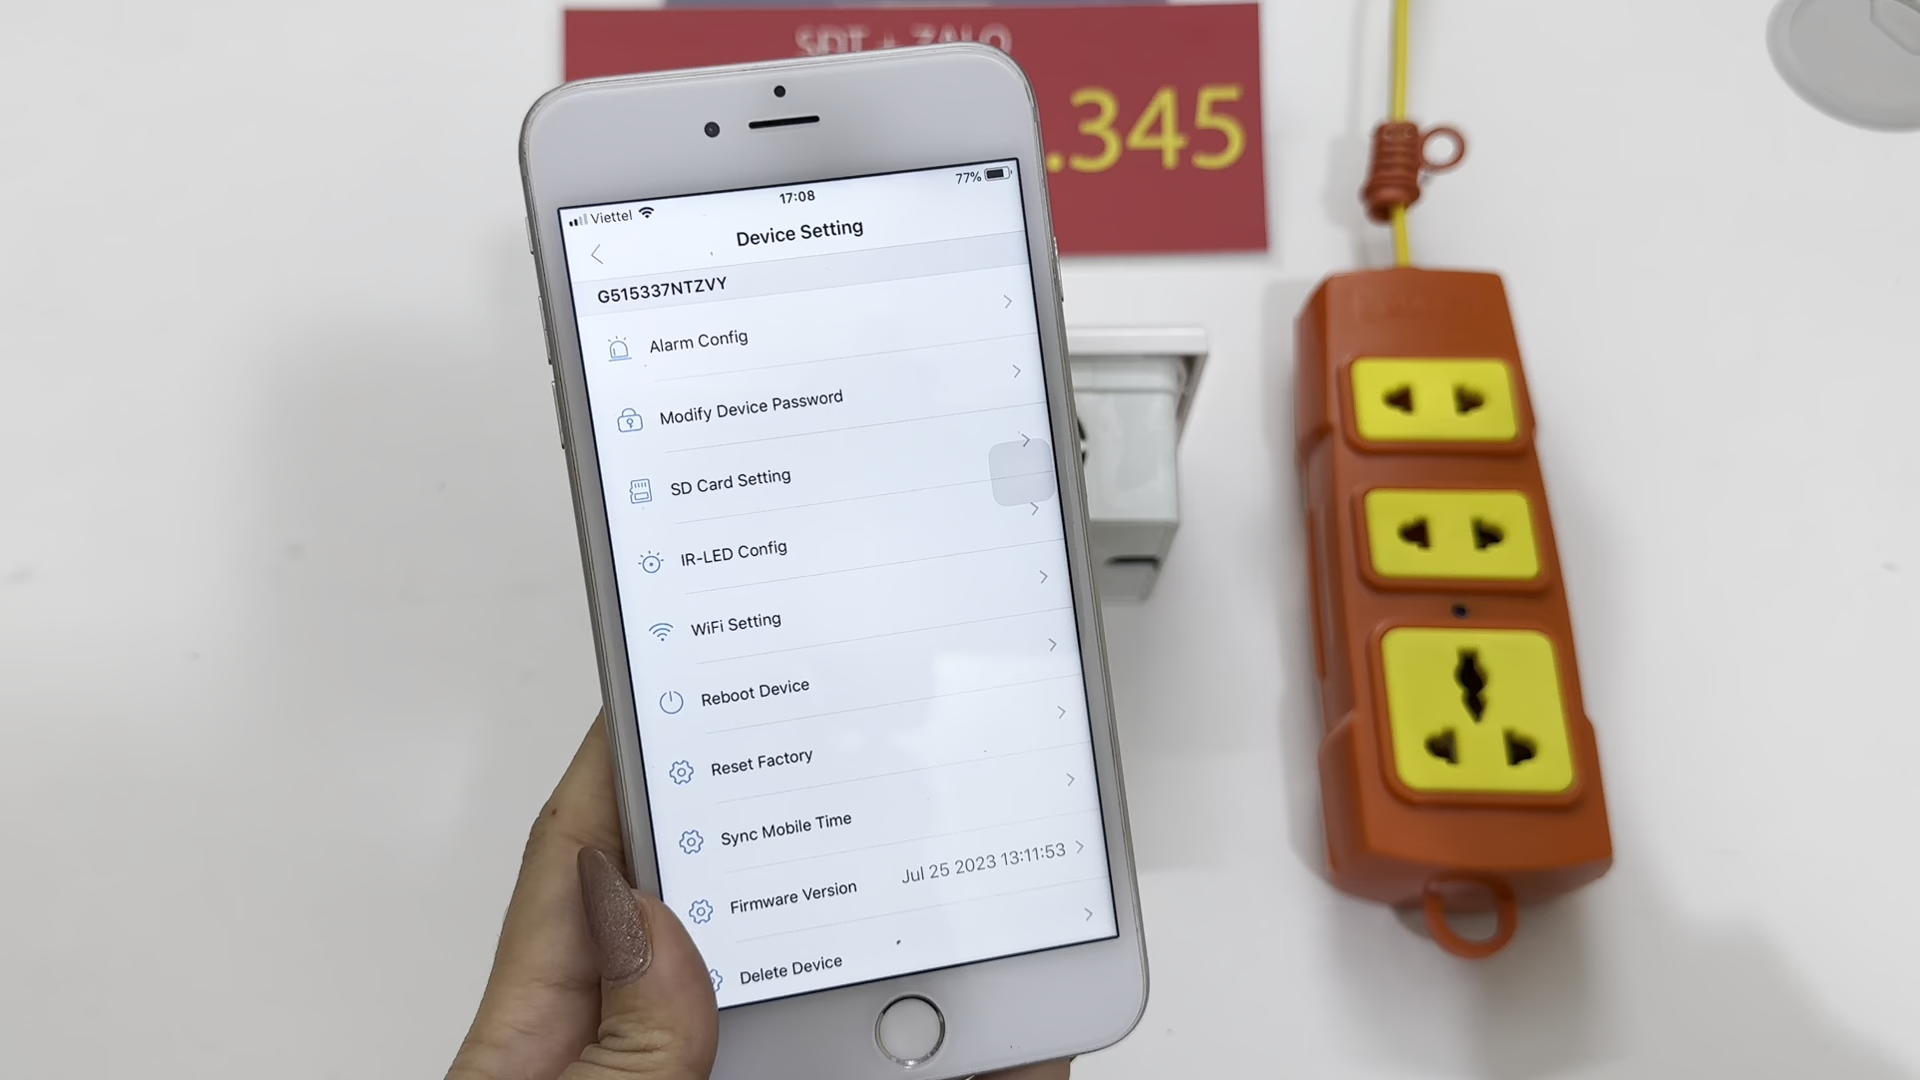 SĐT + ZALO
.345
Viettel
17:08
77%
Device Setting
G515337NTZVY
Alarm Config
Modify Device Password
SD Card Setting
IR-LED Config
WiFi Setting
Reboot Device
Reset Factory
Sync Mobile Time
Firmware Version Jul 25 2023 13:11:53
Delete Device